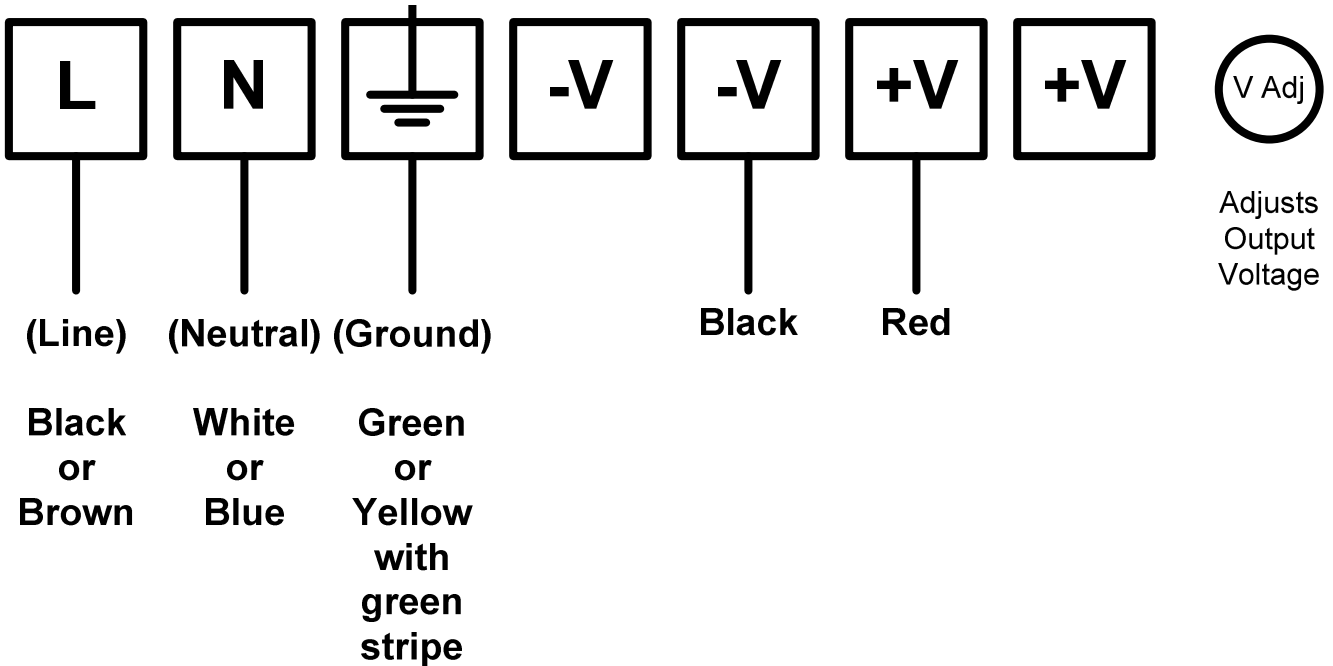 L N -V -V +V +V V Adj
Adjusts
Output
Voltage
(Line) (Neutral) (Ground) Black Red
Black
or
Brown
White
or
Blue
Green
or
Yellow
with
green
stripe